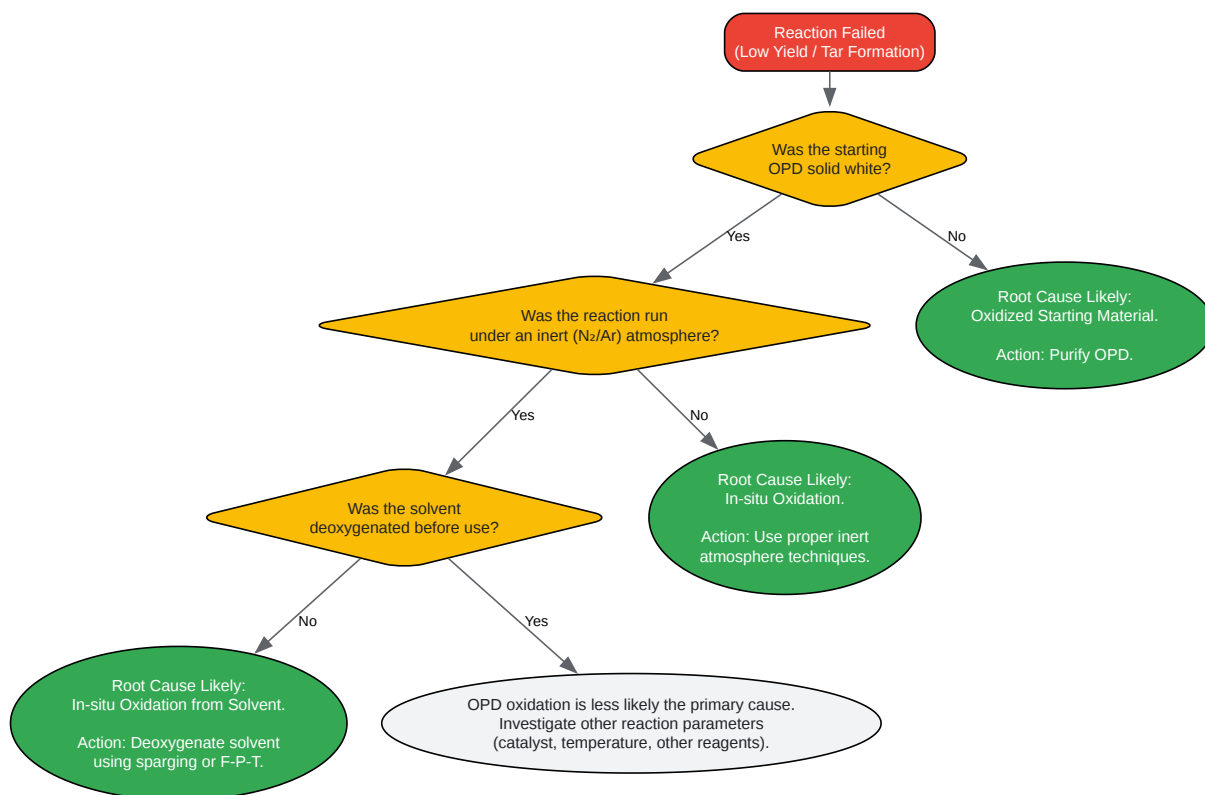 Reaction Failed
(Low Yield / Tar Formation)
Was the starting
OPD solid white?
Yes
No
Was the reaction run
under an inert (N₂/Ar) atmosphere?
Root Cause Likely:
Oxidized Starting Material.
Action: Purify OPD.
Yes
No
Was the solvent
deoxygenated before use?
Root Cause Likely:
In-situ Oxidation.
Action: Use proper inert
atmosphere techniques.
No
Yes
Root Cause Likely:
In-situ Oxidation from Solvent.
Action: Deoxygenate solvent
using sparging or F-P-T.
OPD oxidation is less likely the primary cause.
Investigate other reaction parameters
(catalyst, temperature, other reagents).